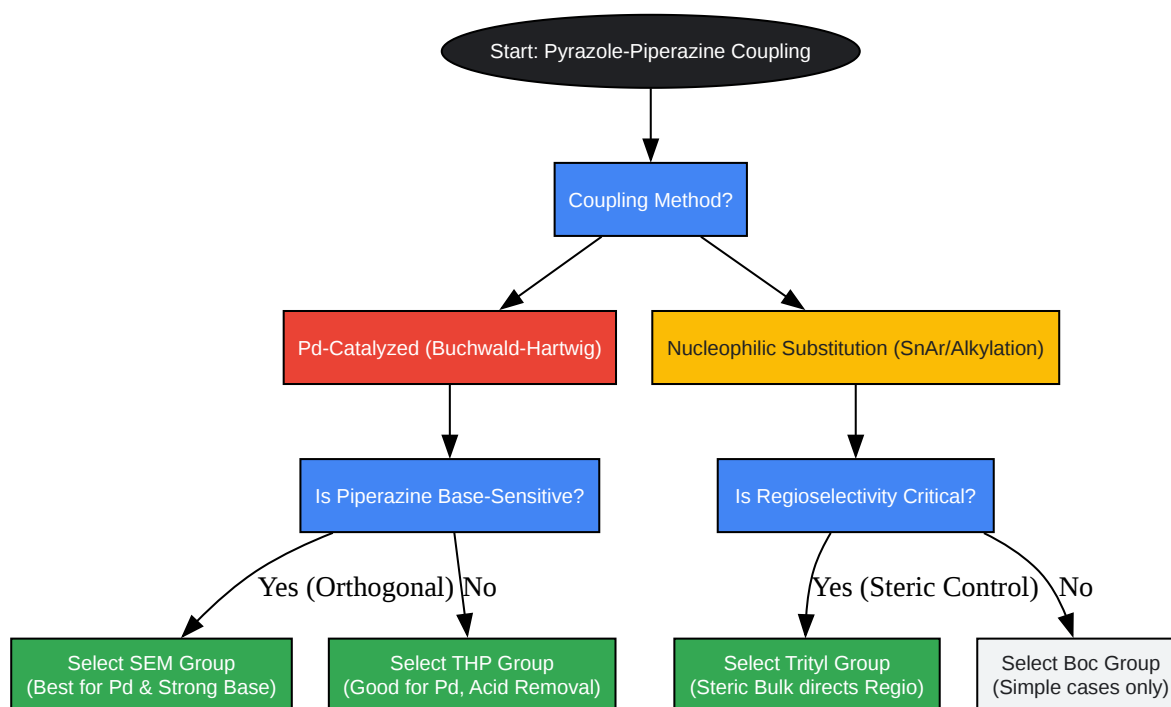 Start: Pyrazole-Piperazine Coupling
Coupling Method?
Pd-Catalyzed (Buchwald-Hartwig)
Nucleophilic Substitution (SnAr/Alkylation)
Is Piperazine Base-Sensitive?
Is Regioselectivity Critical?
Yes (Orthogonal)
No
Yes (Steric Control)
No
Select SEM Group
(Best for Pd & Strong Base)
Select THP Group
(Good for Pd, Acid Removal)
Select Trityl Group
(Steric Bulk directs Regio)
Select Boc Group
(Simple cases only)